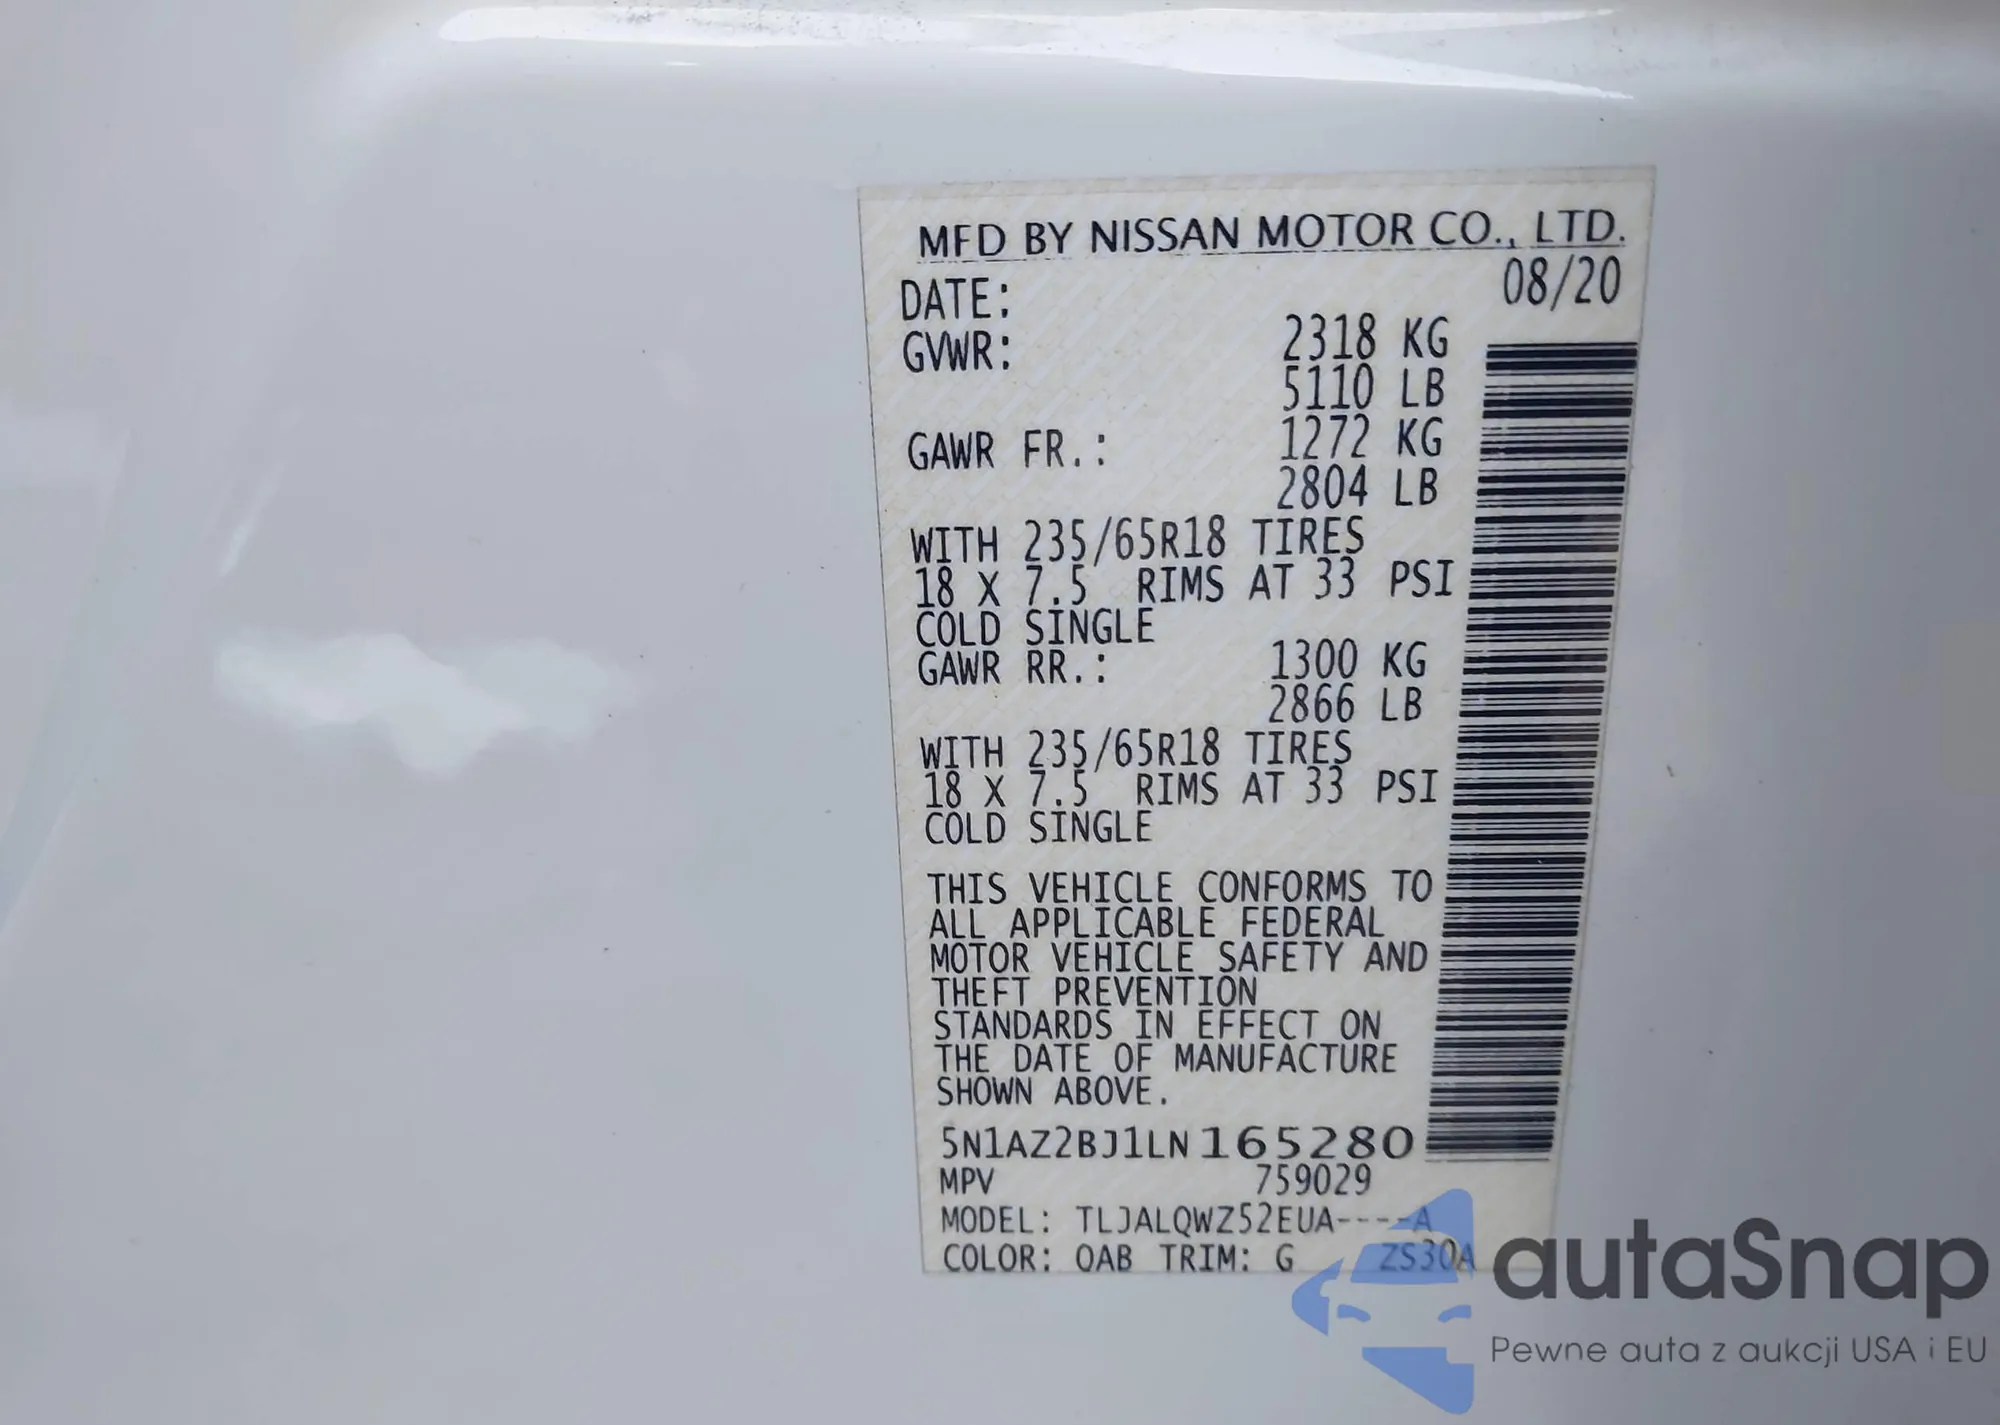 MFD BY NISSAN MOTOR CO., LTD.
DATE: 08/20
GVWR: 2318 KG
5110 LB
GAWR FR.: 1272 KG
2804 LB
WITH 235/65R18 TIRES
18 X 7.5 RIMS AT 33 PSI
COLD SINGLE
GAWR RR.: 1300 KG
2866 LB
WITH 235/65R18 TIRES
18 X 7.5 RIMS AT 33 PSI
COLD SINGLE
THIS VEHICLE CONFORMS TO
ALL APPLICABLE FEDERAL
MOTOR VEHICLE SAFETY AND
THEFT PREVENTION
STANDARDS IN EFFECT ON
THE DATE OF MANUFACTURE
SHOWN ABOVE.
5N1AZ2BJ1LN165280
MPV 759029
MODEL: TLJALQWZ52EUA----A
COLOR: QAB TRIM: G ZS30A
autaSnap
Pewne auta z aukcji USA i EU